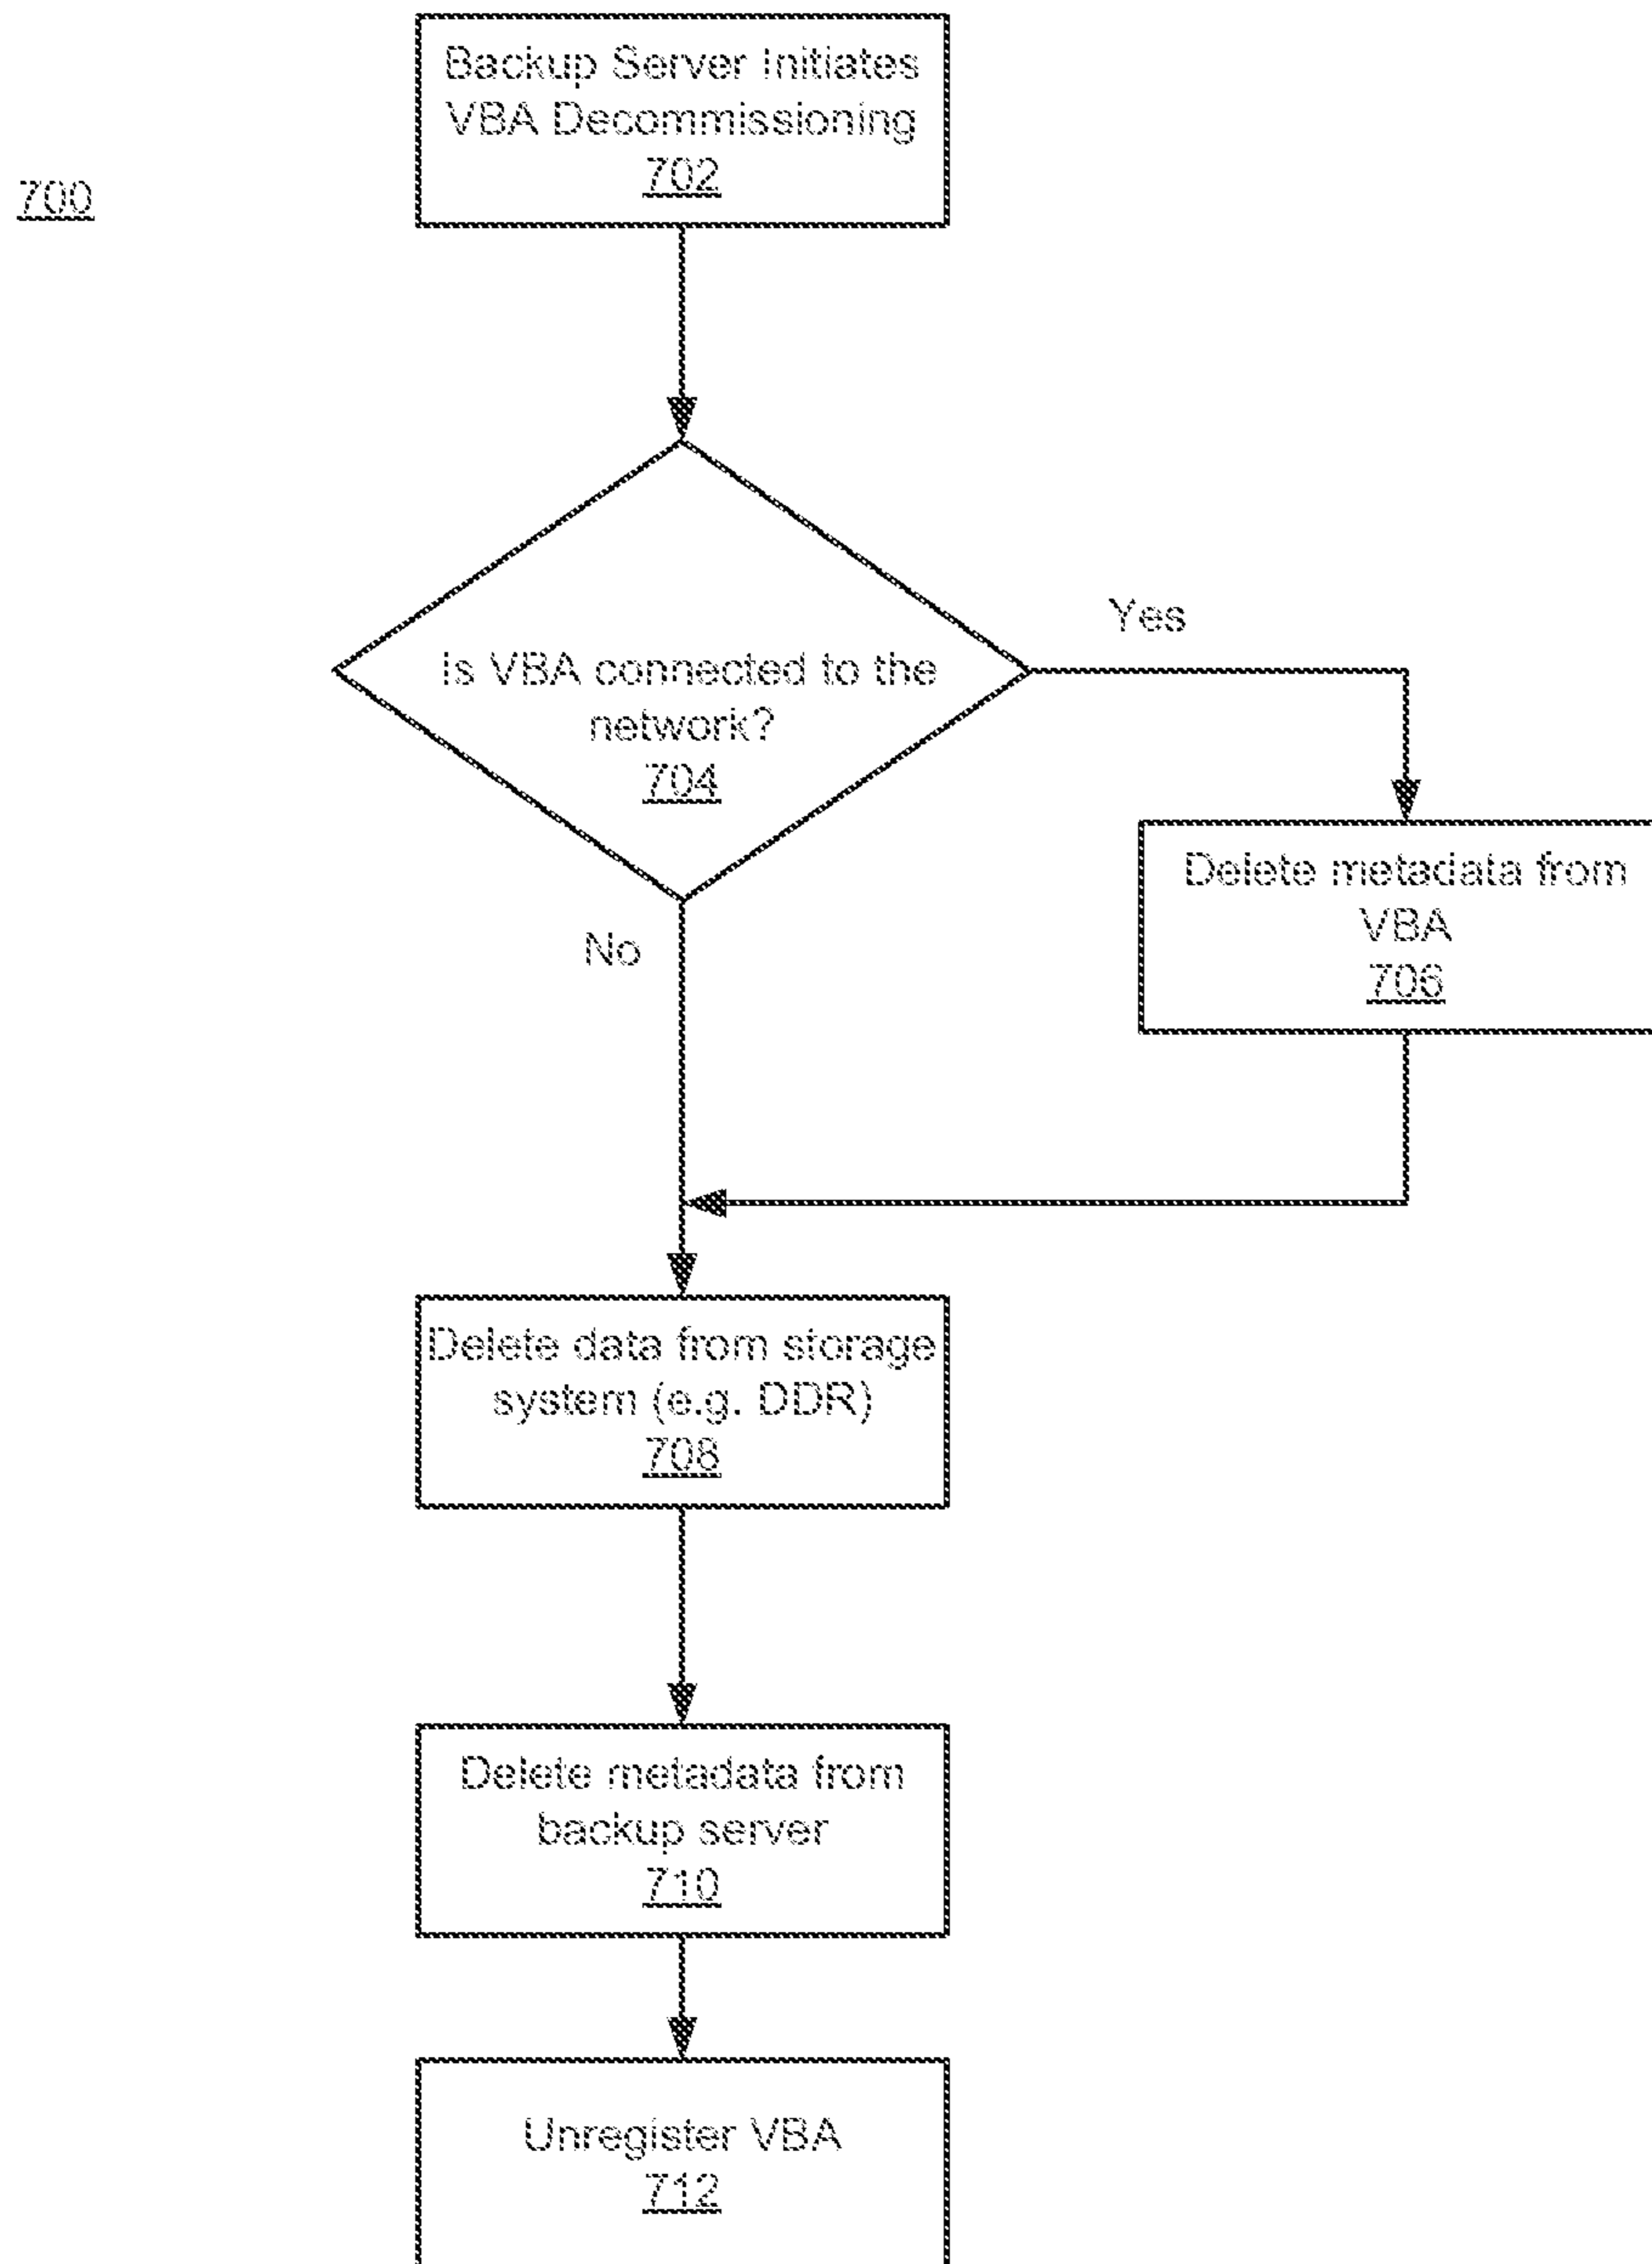 Backup Server Initiates
VBA Decommissioning
702
700
Is VBA connected to the
network?
704
Yes
No
Delete metadata from
VBA
706
Delete data from storage
system (e.g. DDR)
708
Delete metadata from
backup server
710
Unregister VBA
712